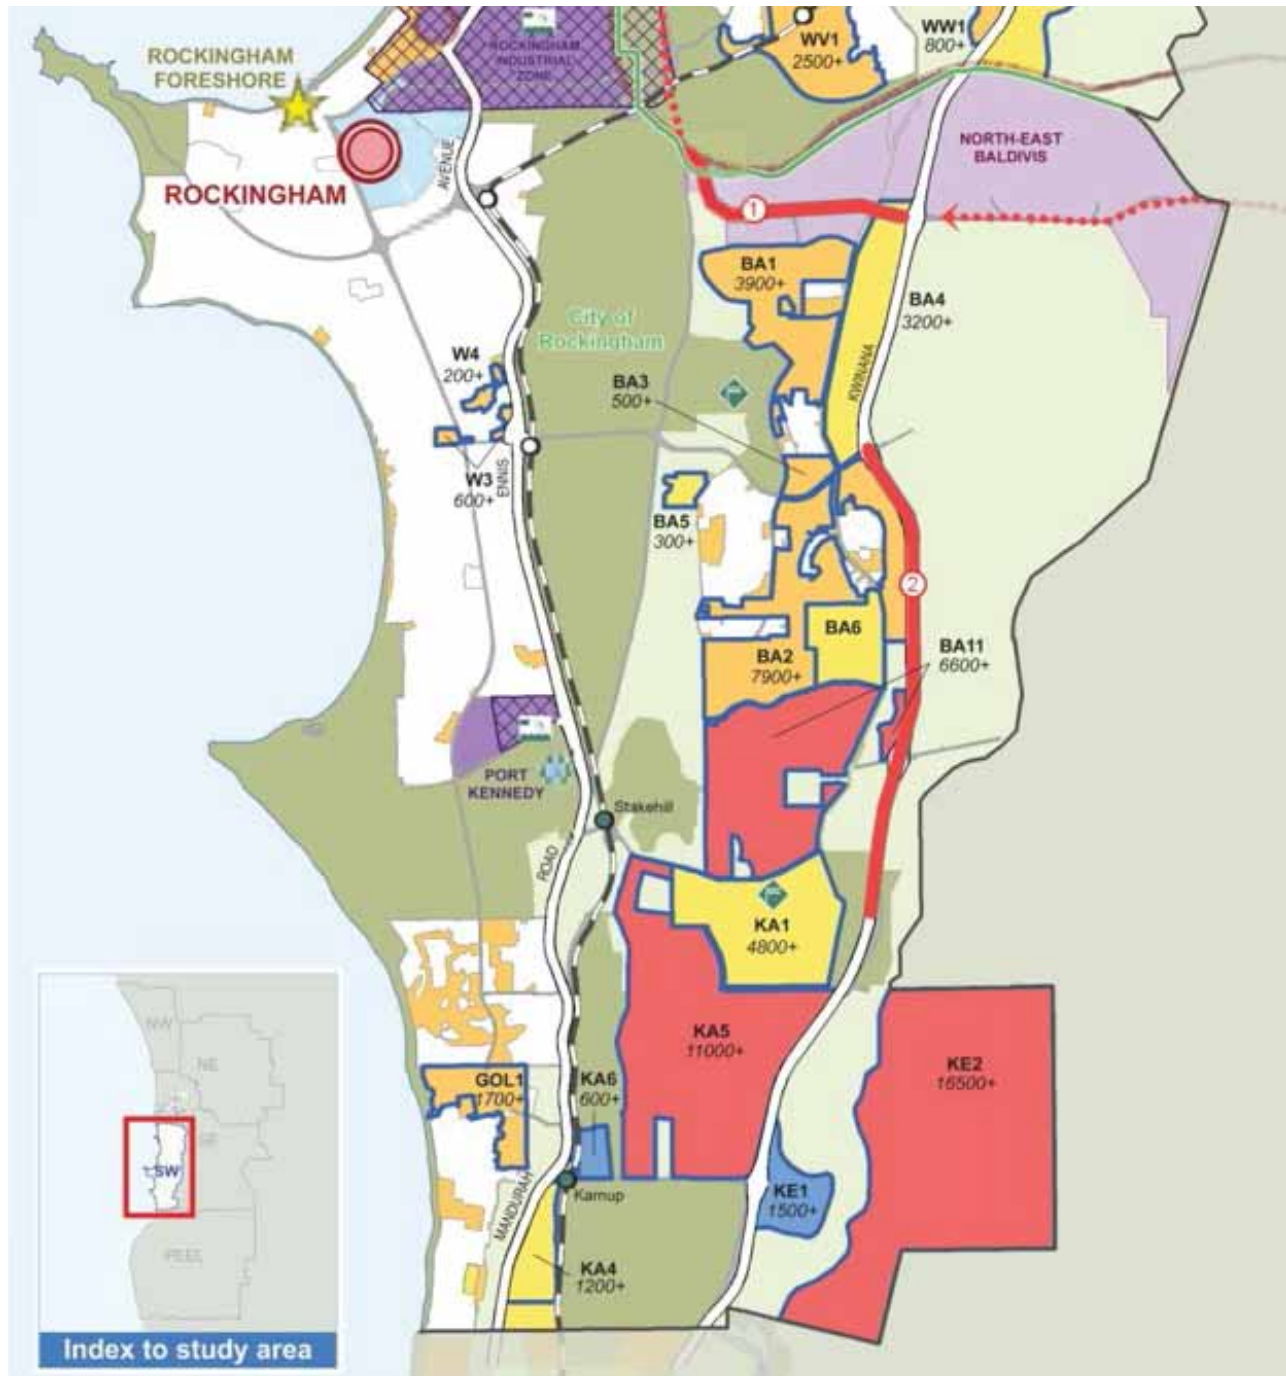 WV1
2500+
WW1
800+
ROCKINGHAM
INDUSTRIAL
ZONE
ROCKINGHAM
FORESHORE
ROCKINGHAM
AVENUE
NORTH-EAST
BALDIVIS
1
BA1
3900+
BA4
3200+
City of
Rockingham
KWINANA
W4
200+
BA3
500+
W3
600+
ENNIS
BA5
300+
2
BA6
BA2
7900+
BA11
6600+
PORT
KENNEDY
Stakehill
ROAD
KA1
4800+
KA5
11000+
KE2
16500+
GOL1
1700+
KA6
600+
Karnup
KE1
1500+
MANDURAH
KA4
1200+
NW
NE
SW
PEEL
Index to study area